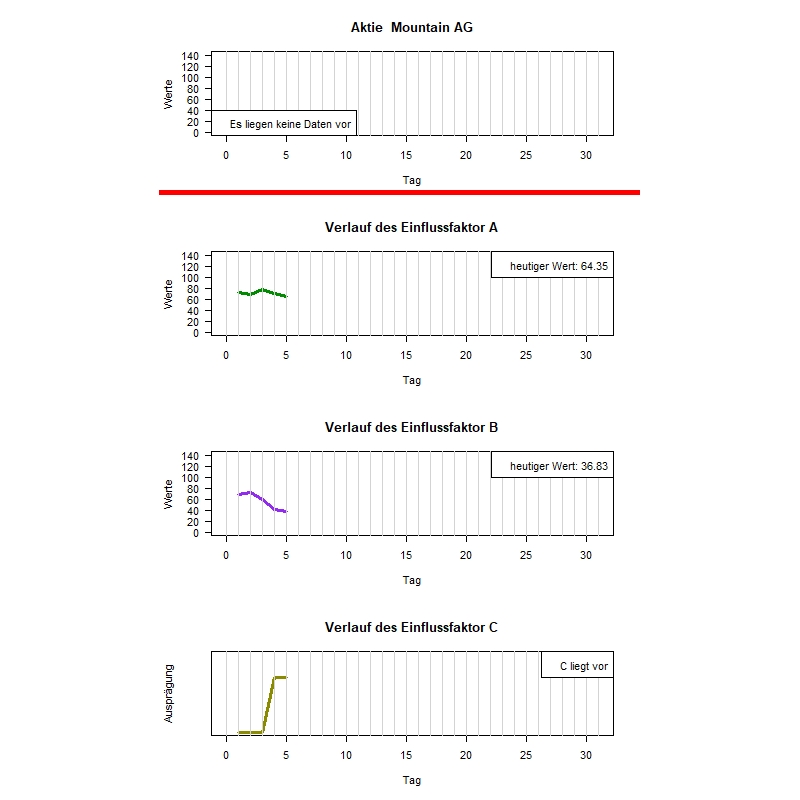 Aktie  Mountain AG
Werte
140
120
100
80
60
40
20
0
Es liegen keine Daten vor
0 5 10 15 20 25 30
Tag
Verlauf des Einflussfaktor A
Werte
140
120
100
80
60
40
20
0
heutiger Wert: 64.35
0 5 10 15 20 25 30
Tag
Verlauf des Einflussfaktor B
Werte
140
120
100
80
60
40
20
0
heutiger Wert: 36.83
0 5 10 15 20 25 30
Tag
Verlauf des Einflussfaktor C
Ausprägung
C liegt vor
0 5 10 15 20 25 30
Tag